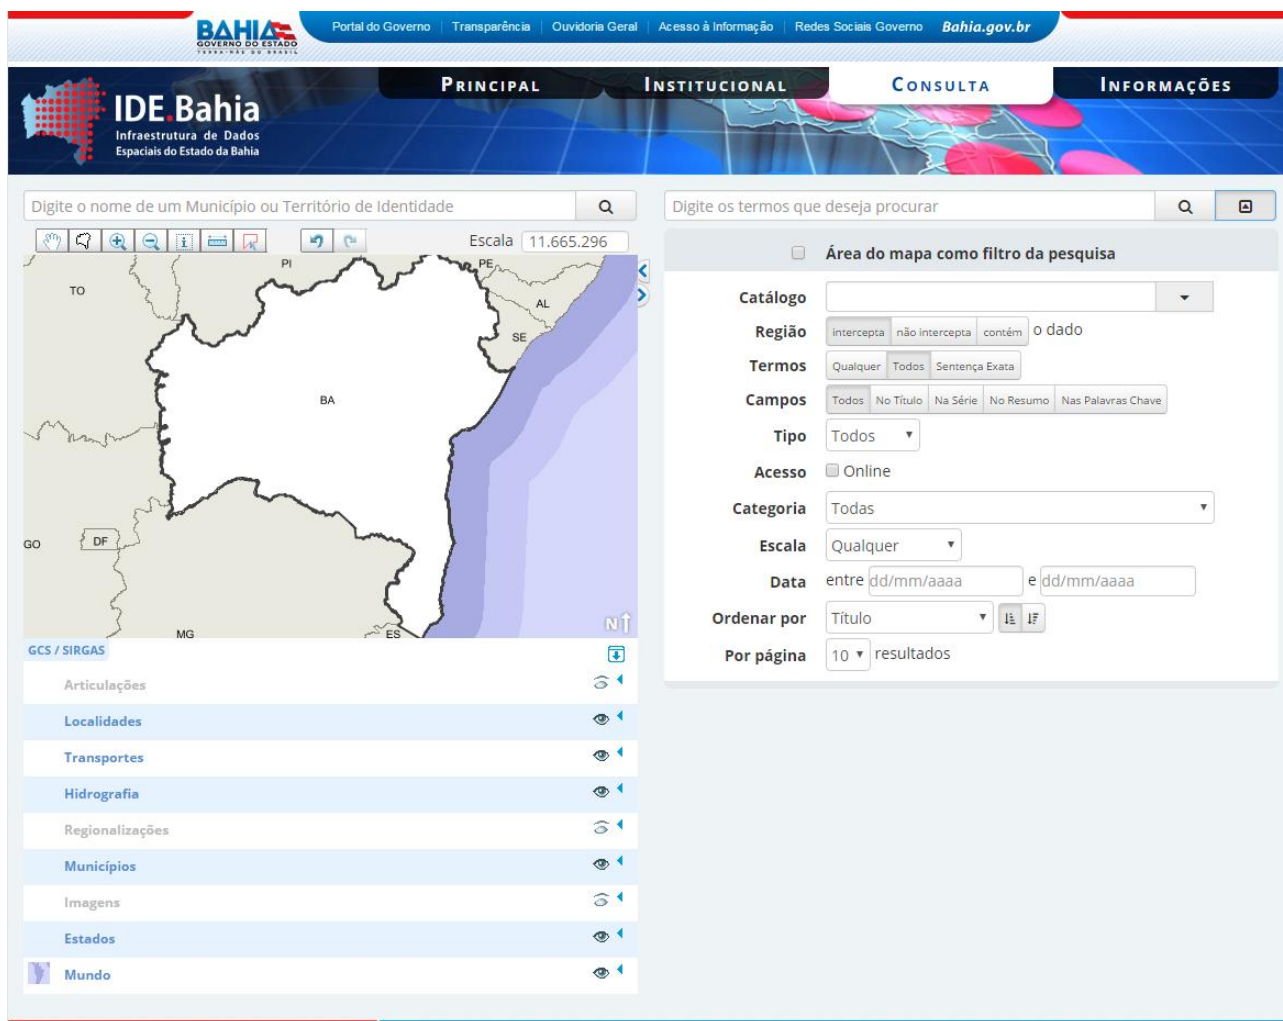 BAHIA
GOVERNO DO ESTADO
TERRA-MÃE DO BRASIL
Portal do Governo
Transparência
Ouvidoria Geral
Acesso à Informação
Redes Sociais Governo
Bahia.gov.br
PRINCIPAL
INSTITUCIONAL
CONSULTA
INFORMAÇÕES
IDE.Bahia
Infraestrutura de Dados
Espaciais do Estado da Bahia
Digite o nome de um Município ou Território de Identidade
Escala 11.665.296
PI
PE
TO
AL
SE
BA
DF
GO
MG
ES
N
GCS / SIRGAS
Articulações
Localidades
Transportes
Hidrografia
Regionalizações
Municípios
Imagens
Estados
Mundo
Digite os termos que deseja procurar
Área do mapa como filtro da pesquisa
Catálogo
Região intercepta não intercepta contém o dado
Termos Qualquer Todos Sentença Exata
Campos Todos No Título Na Série No Resumo Nas Palavras Chave
Tipo Todos
Acesso Online
Categoria Todas
Escala Qualquer
Data entre dd/mm/aaaa e dd/mm/aaaa
Ordenar por Título
Por página 10 resultados